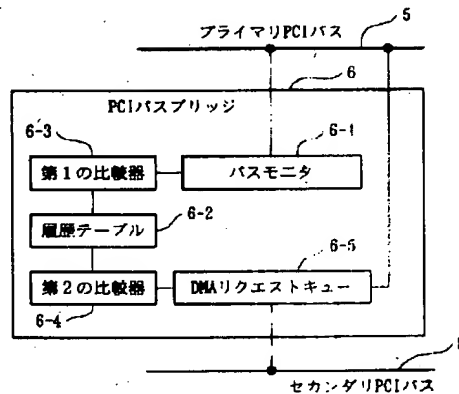 プライマリPCIバス
5
6
PCIバスブリッジ
6-3
6-1
第1の比較器
バスモニタ
6-2
履歴テーブル
6-5
第2の比較器
DMAリクエストキュー
6-4
セカンダリPCIバス